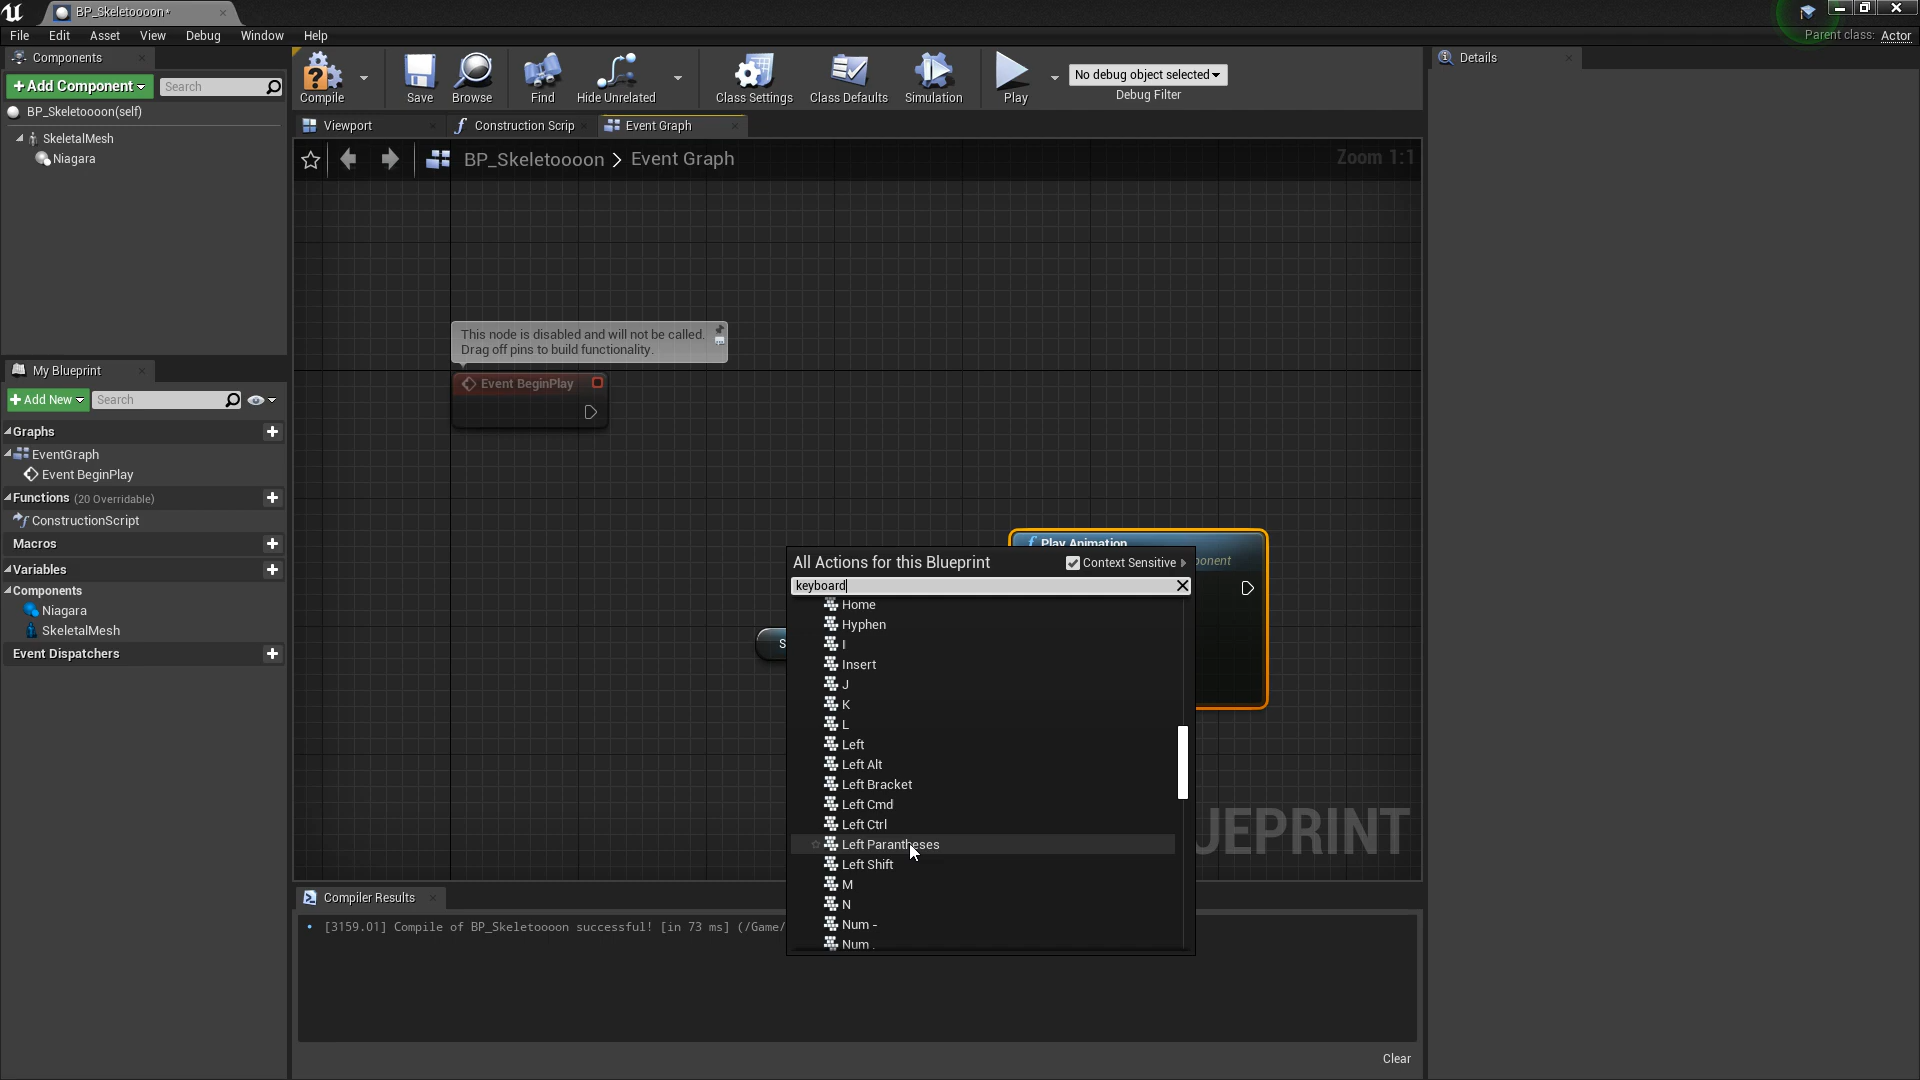 BP_Skeletoooon*
File Edit Asset View Debug Window Help
Parent class: Actor
Components
+Add Component Search
BP_Skeletoooon(self)
SkeletalMesh
Niagara
Compile Save Browse Find Hide Unrelated Class Settings Class Defaults Simulation Play
No debug object selected
Debug Filter
Details
Viewport
Construction Scrip
Event Graph
BP_Skeletoooon > Event Graph
Zoom 1:1
This node is disabled and will not be called.
Drag off pins to build functionality.
Event BeginPlay
My Blueprint
+Add New Search
Graphs
EventGraph
Event BeginPlay
Functions (20 Overridable)
ConstructionScript
Macros
Variables
Components
Niagara
SkeletalMesh
Event Dispatchers
Play Animation
ponent
S
All Actions for this Blueprint
Context Sensitive
keyboard
Home
Hyphen
I
Insert
J
K
L
Left
Left Alt
Left Bracket
Left Cmd
Left Ctrl
Left Parantheses
Left Shift
M
N
Num -
Num .
UEPRINT
Compiler Results
• [3159.01] Compile of BP_Skeletoooon successful! [in 73 ms] (/Game/
Clear